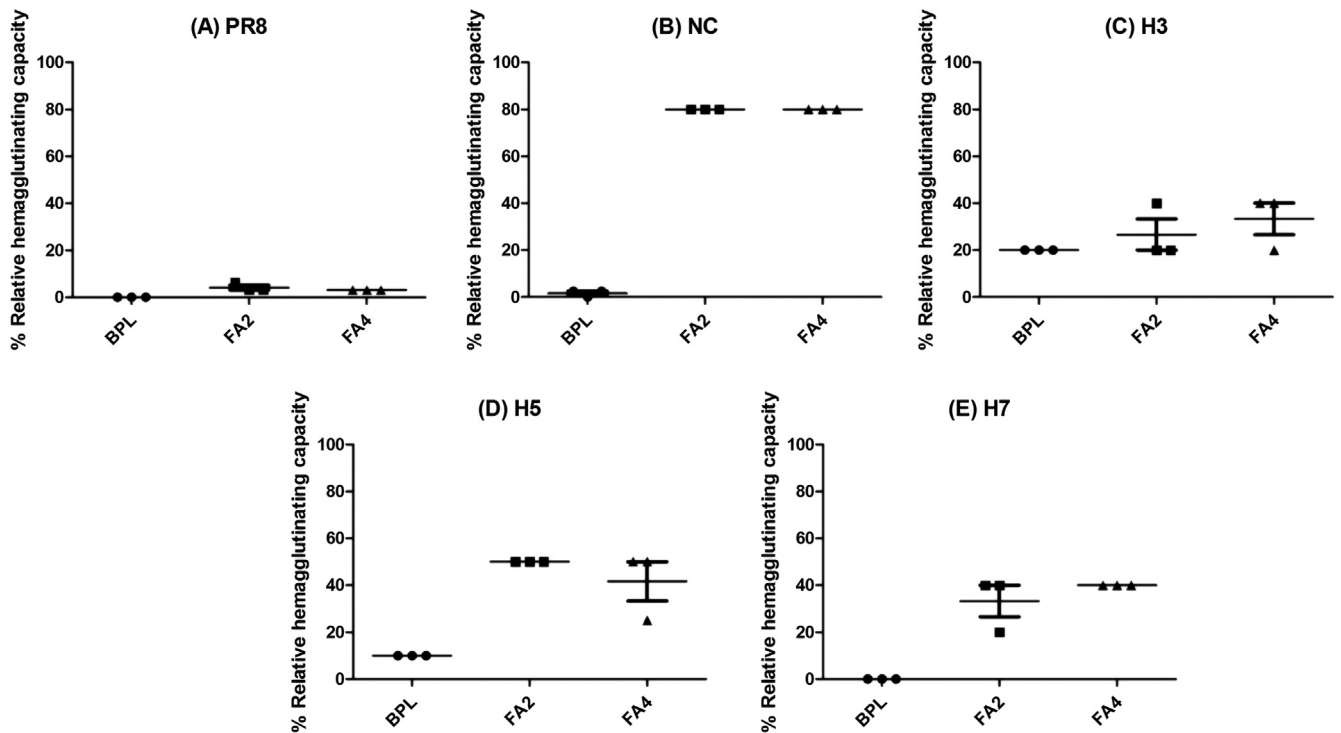 (A) PR8
% Relative hemagglutinating capacity
100
80
60
40
20
0
BPL
FA2
FA4
(B) NC
% Relative hemagglutinating capacity
100
80
60
40
20
0
BPL
FA2
FA4
(C) H3
% Relative hemagglutinating capacity
100
80
60
40
20
0
BPL
FA2
FA4
(D) H5
% Relative hemagglutinating capacity
100
80
60
40
20
0
BPL
FA2
FA4
(E) H7
% Relative hemagglutinating capacity
100
80
60
40
20
0
BPL
FA2
FA4